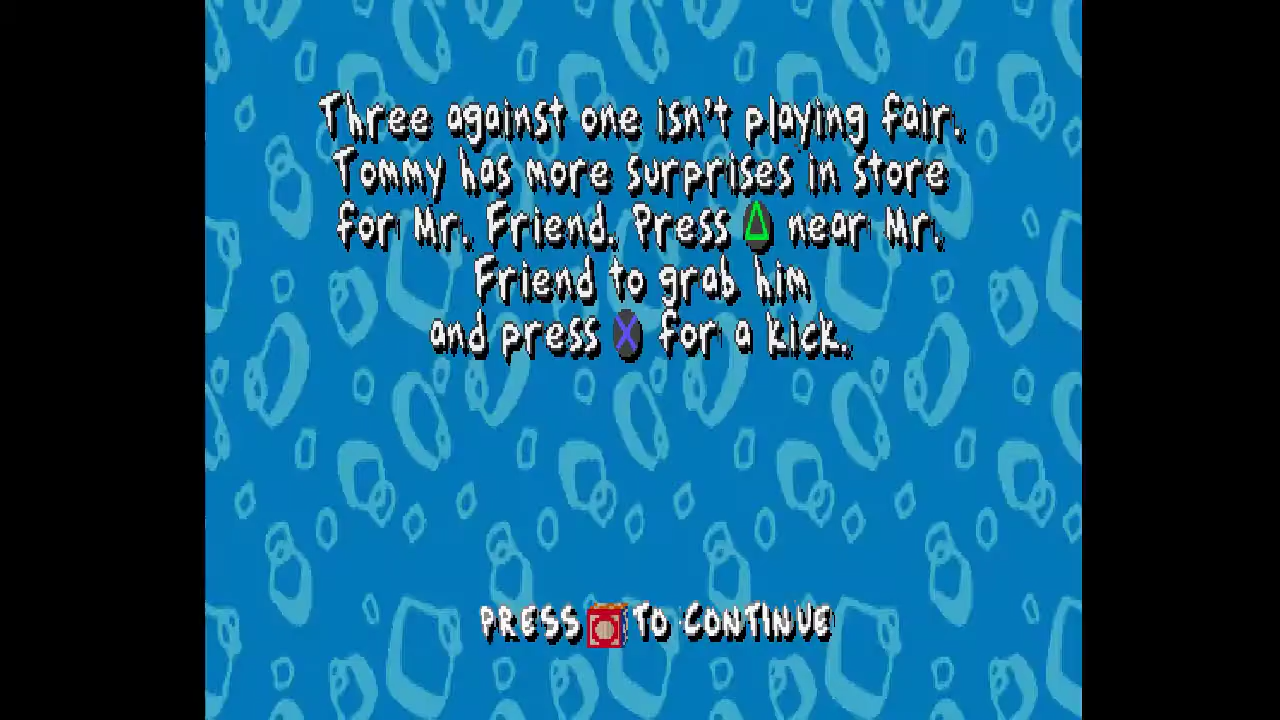 Three against one isn't playing fair.
Tommy has more surprises in store
for Mr. Friend. Press △ near Mr.
Friend to grab him
and press X for a kick.
PRESS TO CONTINUE